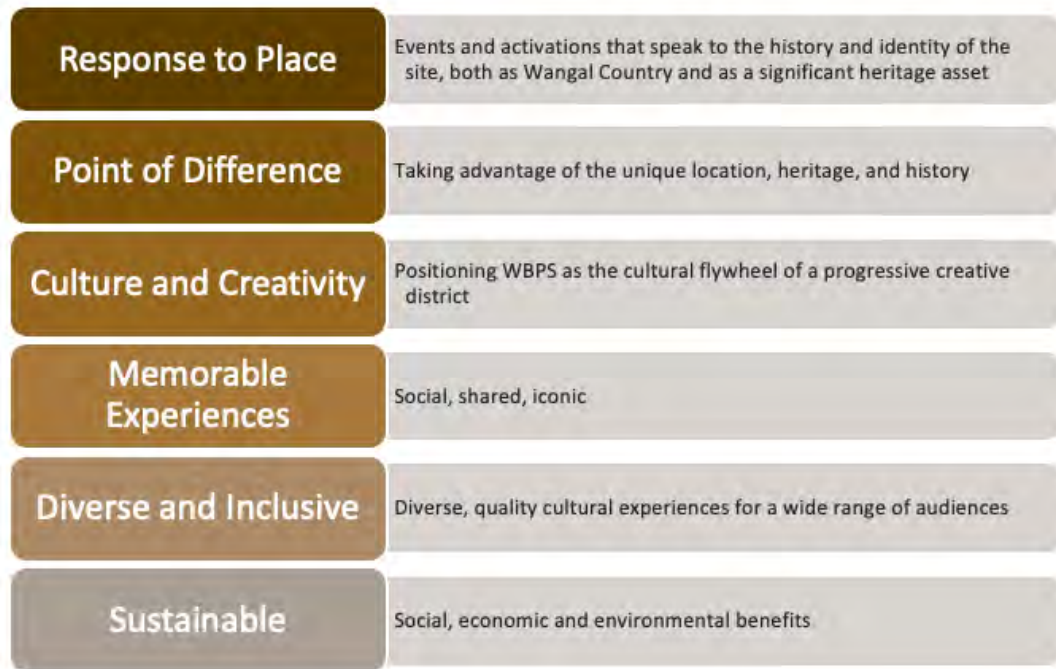 Response to Place
Events and activations that speak to the history and identity of the
site, both as Wangal Country and as a significant heritage asset
Point of Difference
Taking advantage of the unique location, heritage, and history
Culture and Creativity
Positioning WBPS as the cultural flywheel of a progressive creative
district
Memorable
Experiences
Social, shared, iconic
Diverse and Inclusive
Diverse, quality cultural experiences for a wide range of audiences
Sustainable
Social, economic and environmental benefits